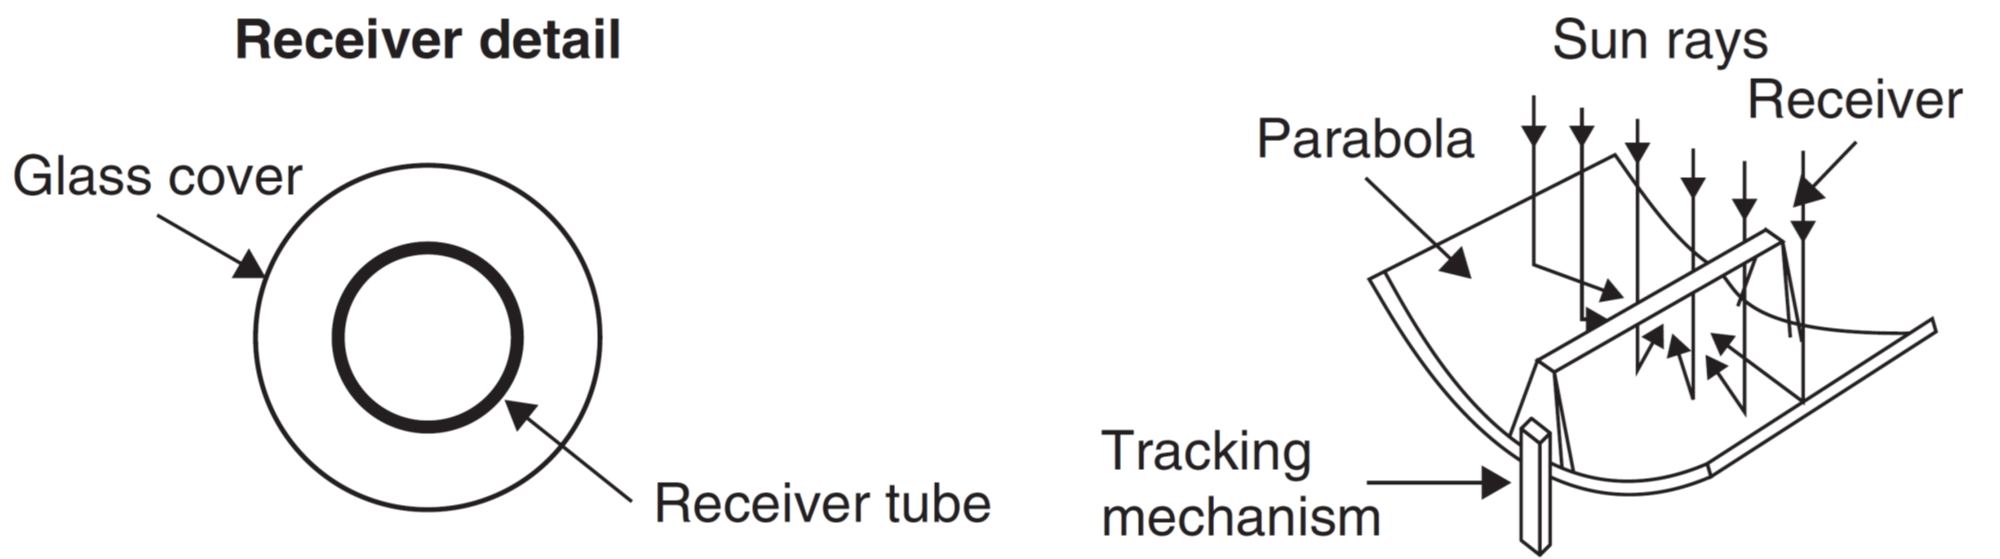 Receiver detail
Glass cover
Receiver tube
Sun rays
Receiver
Parabola
Tracking
mechanism